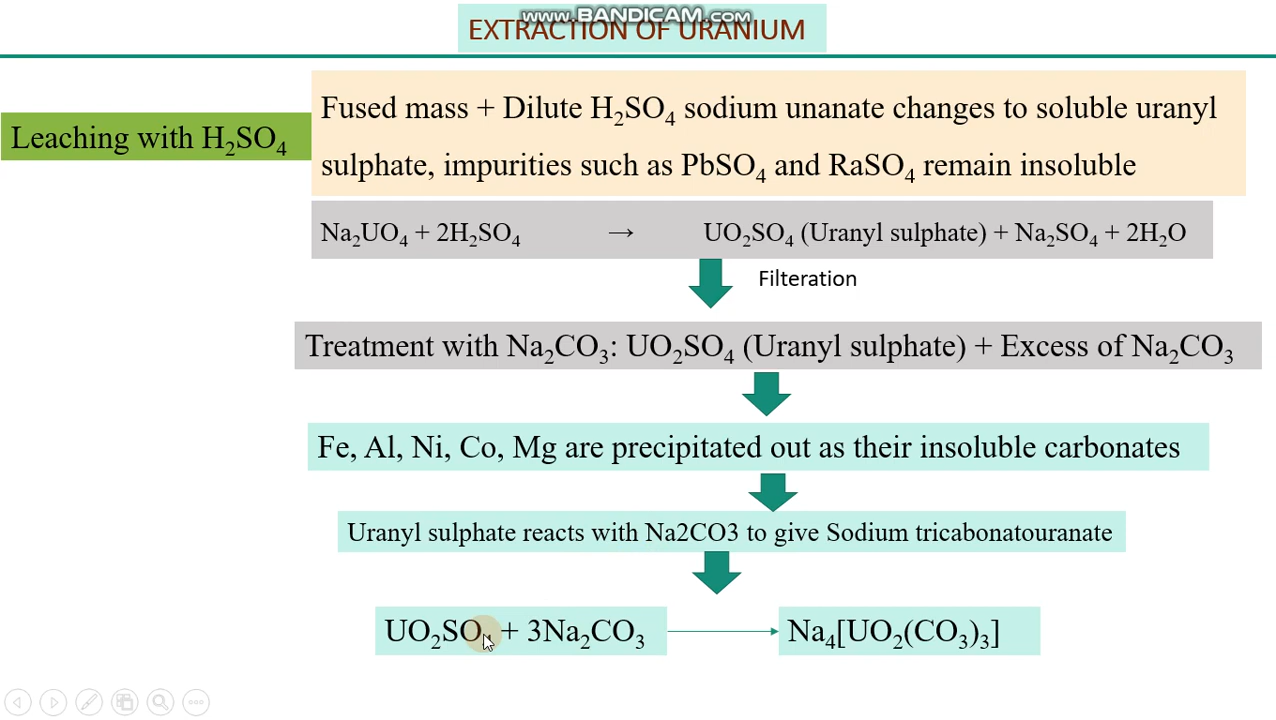 www.BANDICAM.com
EXTRACTION OF URANIUM
Leaching with H₂SO₄
Fused mass + Dilute H₂SO₄ sodium unanate changes to soluble uranyl
sulphate, impurities such as PbSO₄ and RaSO₄ remain insoluble
Na₂UO₄ + 2H₂SO₄ → UO₂SO₄ (Uranyl sulphate) + Na₂SO₄ + 2H₂O
Filteration
Treatment with Na₂CO₃: UO₂SO₄ (Uranyl sulphate) + Excess of Na₂CO₃
Fe, Al, Ni, Co, Mg are precipitated out as their insoluble carbonates
Uranyl sulphate reacts with Na2CO3 to give Sodium tricabonatouranate
UO₂SO₄ + 3Na₂CO₃ → Na₄[UO₂(CO₃)₃]